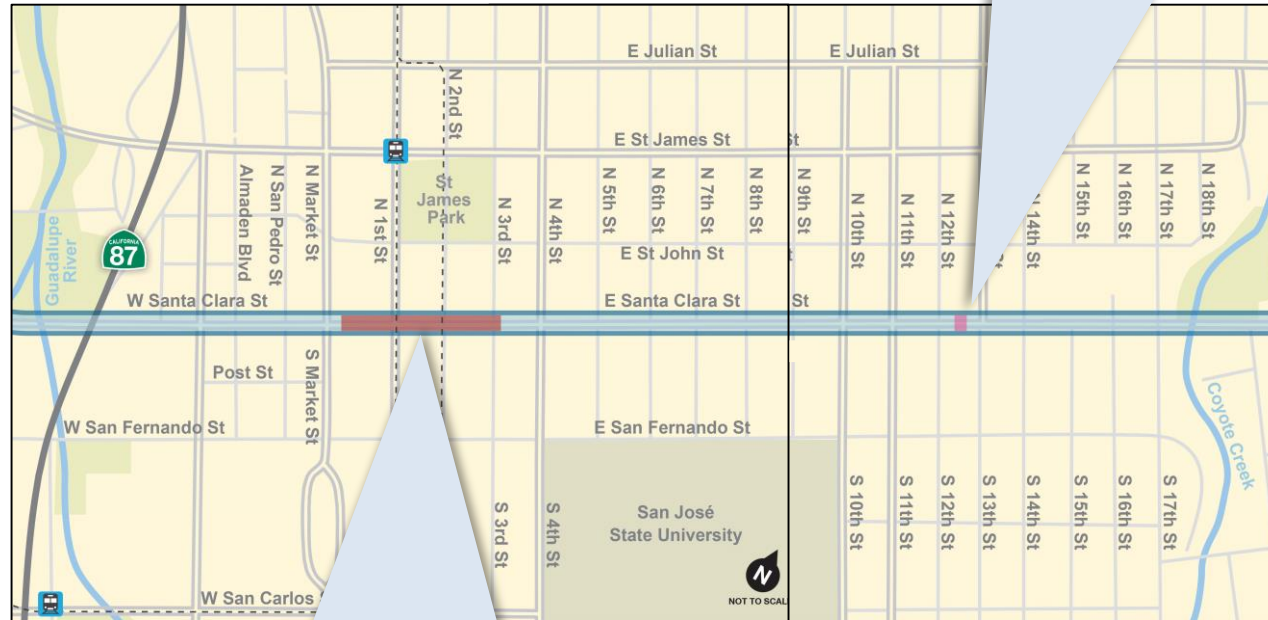 E Julian St
E Julian St
N 2nd St
E St James St
St
St
James
Park
Almaden Blvd
N San Pedro St
N Market St
N 1st St
N 3rd St
N 4th St
N 5th St
N 6th St
N 7th St
N 8th St
N 9th St
N 10th St
N 11th St
N 12th St
N 14th St
N 15th St
N 16th St
N 17th St
N 18th St
CALIFORNIA
87
Guadalupe
River
E St John St
W Santa Clara St
E Santa Clara St
St
Post St
S Market St
W San Fernando St
E San Fernando St
Coyote Creek
S 3rd St
S 4th St
San José
State University
S 10th St
S 11th St
S 12th St
S 13th St
S 14th St
S 15th St
S 16th St
S 17th St
N
NOT TO SCAL
W San Carlos